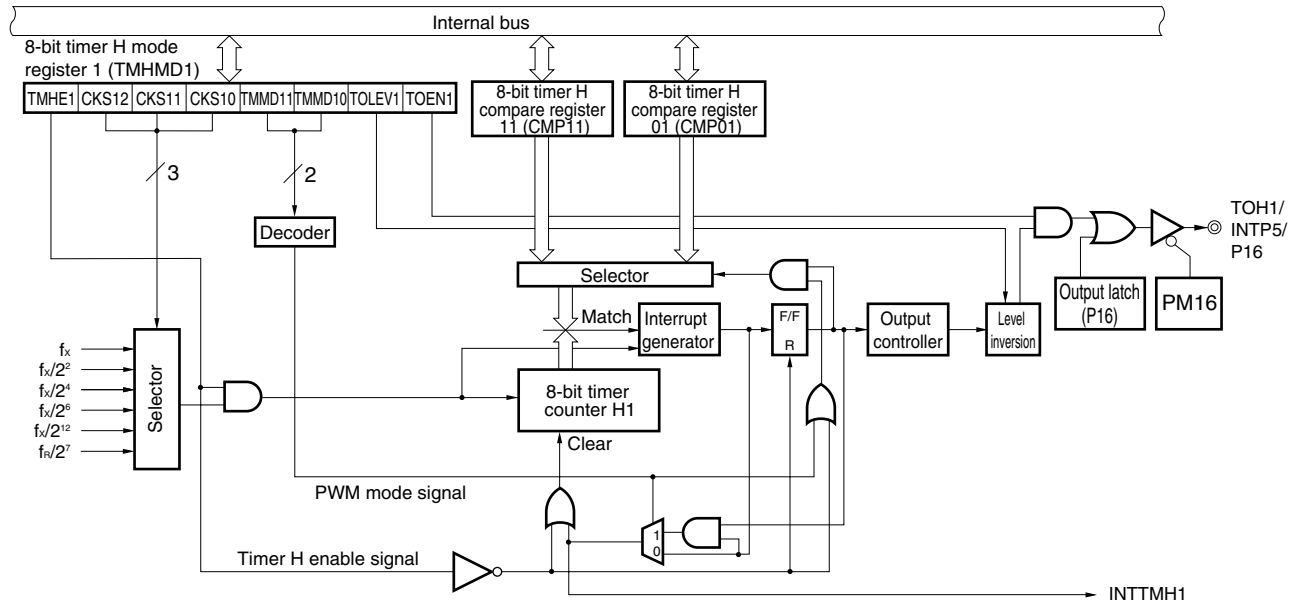 Internal bus
8-bit timer H mode
register 1 (TMHMD1)
TMHE1 CKS12 CKS11 CKS10 TMMD11 TMMD10 TOLEV1 TOEN1
8-bit timer H
compare register
11 (CMP11)
8-bit timer H
compare register
01 (CMP01)
3
2
Decoder
TOH1/
INTP5/
P16
Selector
Output latch
(P16)
PM16
Match
Interrupt
generator
F/F
R
Output
controller
Level
inversion
fX
fX/2²
fX/2⁴
fX/2⁶
fX/2¹²
fR/2⁷
Selector
8-bit timer
counter H1
Clear
PWM mode signal
1
0
Timer H enable signal
INTTMH1